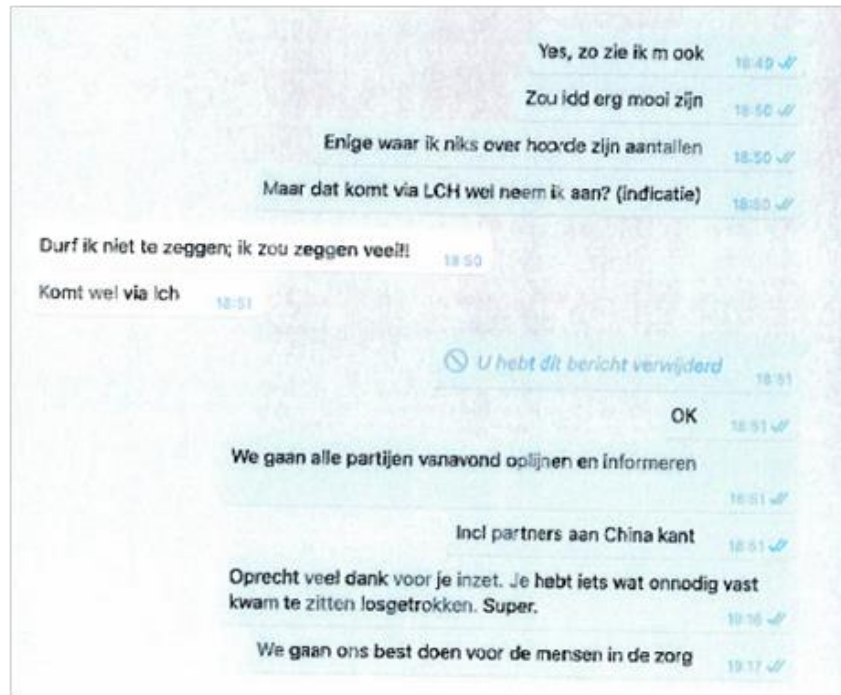 Yes, zo zie ik m ook
18:49
Zou idd erg mooi zijn
18:50
Enige waar ik niks over hoorde zijn aantallen
18:50
Maar dat komt via LCH wel neem ik aan? (indicatie)
18:50
Durf ik niet te zeggen; ik zou zeggen veel!!
18:50
Komt wel via lch
18:51
U hebt dit bericht verwijderd
18:51
OK
18:51
We gaan alle partijen vanavond oplijnen en informeren
18:51
Incl partners aan China kant
18:51
Oprecht veel dank voor je inzet. Je hebt iets wat onnodig vast
kwam te zitten losgetrokken. Super.
19:16
We gaan ons best doen voor de mensen in de zorg
19:17